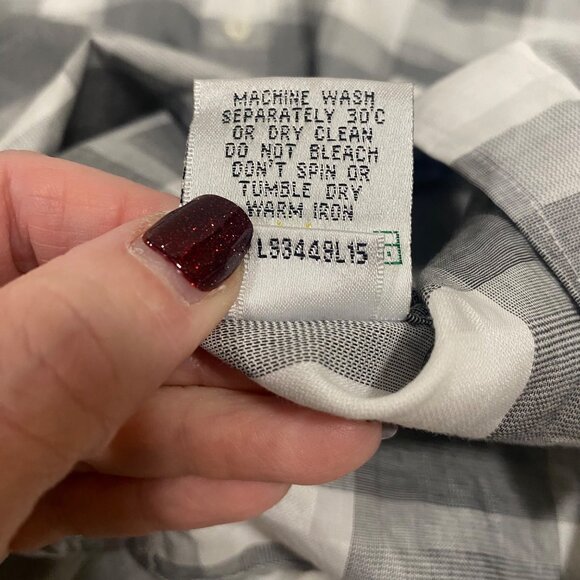 MACHINE WASH
SEPARATELY 30°C
OR DRY CLEAN
DO NOT BLEACH
DON'T SPIN OR
TUMBLE DRY
WARM IRON
L93449L15